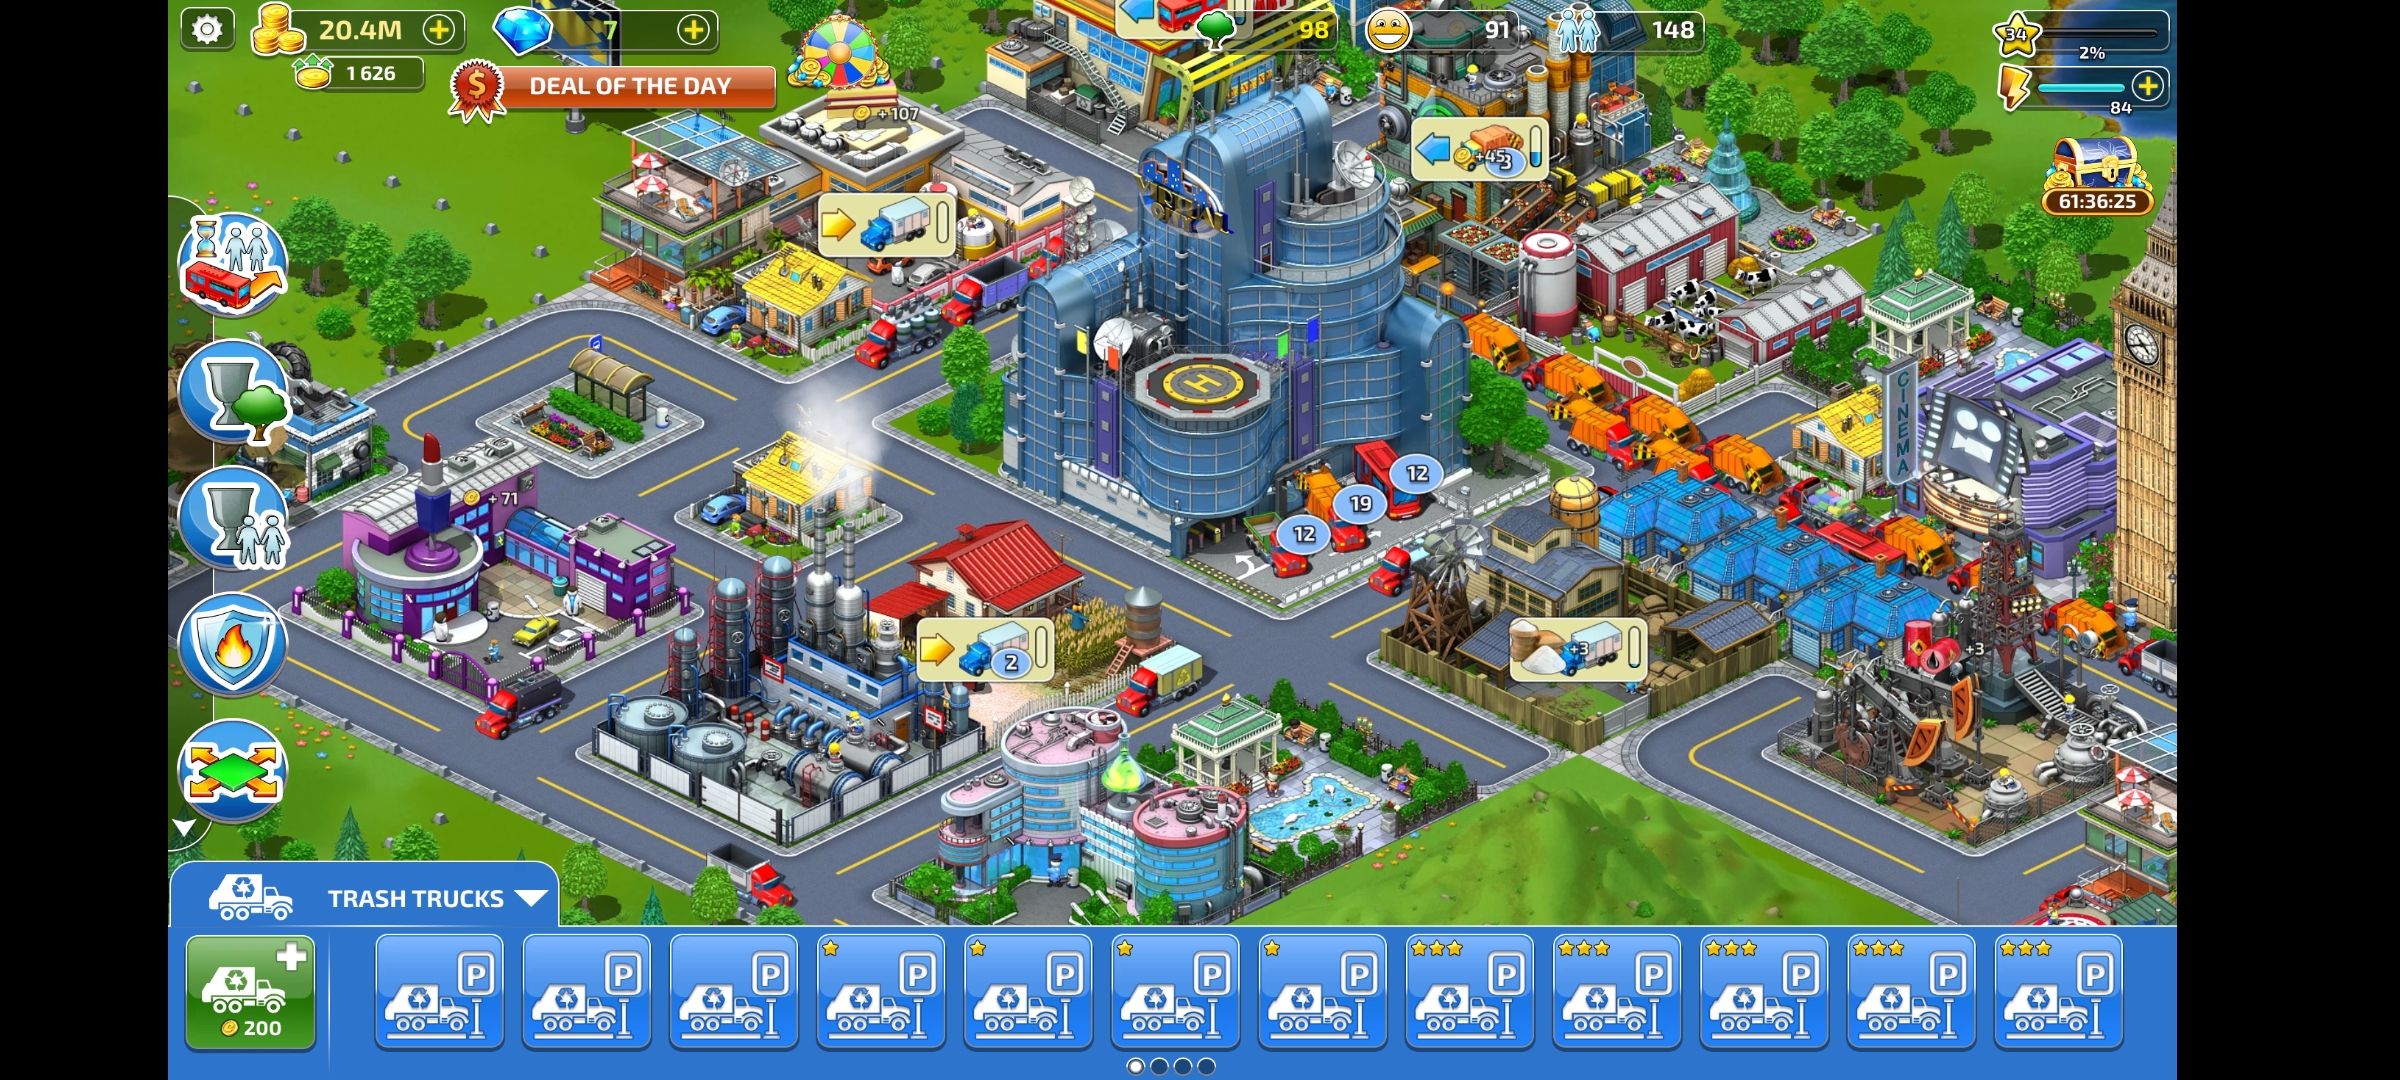 20.4M
7
98
91
148
34
2%
1 626
DEAL OF THE DAY
84
+107
+45
3
61:36:25
CINEMA
H
12
19
12
+71
2
+3
+3
TRASH TRUCKS
200
P
P
P
P
P
P
P
P
P
P
P
P